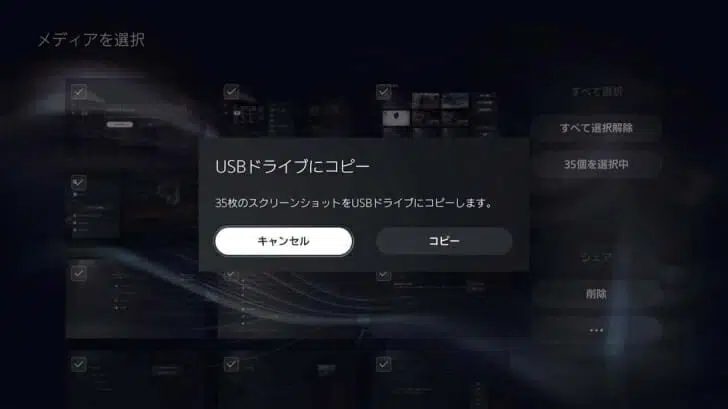 メディアを選択
すべて選択
すべて選択解除
35個を選択中
USBドライブにコピー
35枚のスクリーンショットをUSBドライブにコピーします。
キャンセル
コピー
シェア
削除
...